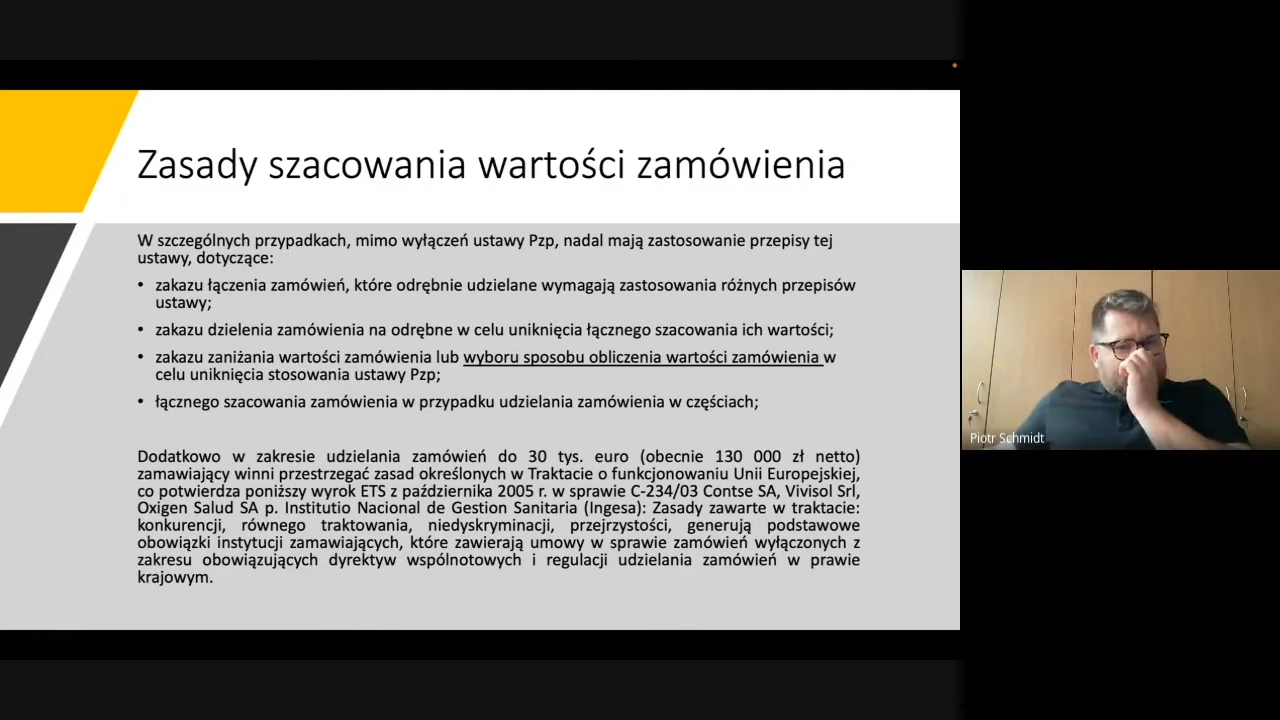 Zasady szacowania wartości zamówienia
W szczególnych przypadkach, mimo wyłączeń ustawy Pzp, nadal mają zastosowanie przepisy tej
ustawy, dotyczące:
• zakazu łączenia zamówień, które odrębnie udzielane wymagają zastosowania różnych przepisów
ustawy;
• zakazu dzielenia zamówienia na odrębne w celu uniknięcia łącznego szacowania ich wartości;
• zakazu zaniżania wartości zamówienia lub wyboru sposobu obliczenia wartości zamówienia w
celu uniknięcia stosowania ustawy Pzp;
• łącznego szacowania zamówienia w przypadku udzielania zamówienia w częściach;
Dodatkowo w zakresie udzielania zamówień do 30 tys. euro (obecnie 130 000 zł netto)
zamawiający winni przestrzegać zasad określonych w Traktacie o funkcjonowaniu Unii Europejskiej,
co potwierdza poniższy wyrok ETS z października 2005 r. w sprawie C-234/03 Contse SA, Vivisol Srl,
Oxigen Salud SA p. Institutio Nacional de Gestion Sanitaria (Ingesa): Zasady zawarte w traktacie:
konkurencji, równego traktowania, niedyskryminacji, przejrzystości, generują podstawowe
obowiązki instytucji zamawiających, które zawierają umowy w sprawie zamówień wyłączonych z
zakresu obowiązujących dyrektyw wspólnotowych i regulacji udzielania zamówień w prawie
krajowym.
Piotr Schmidt